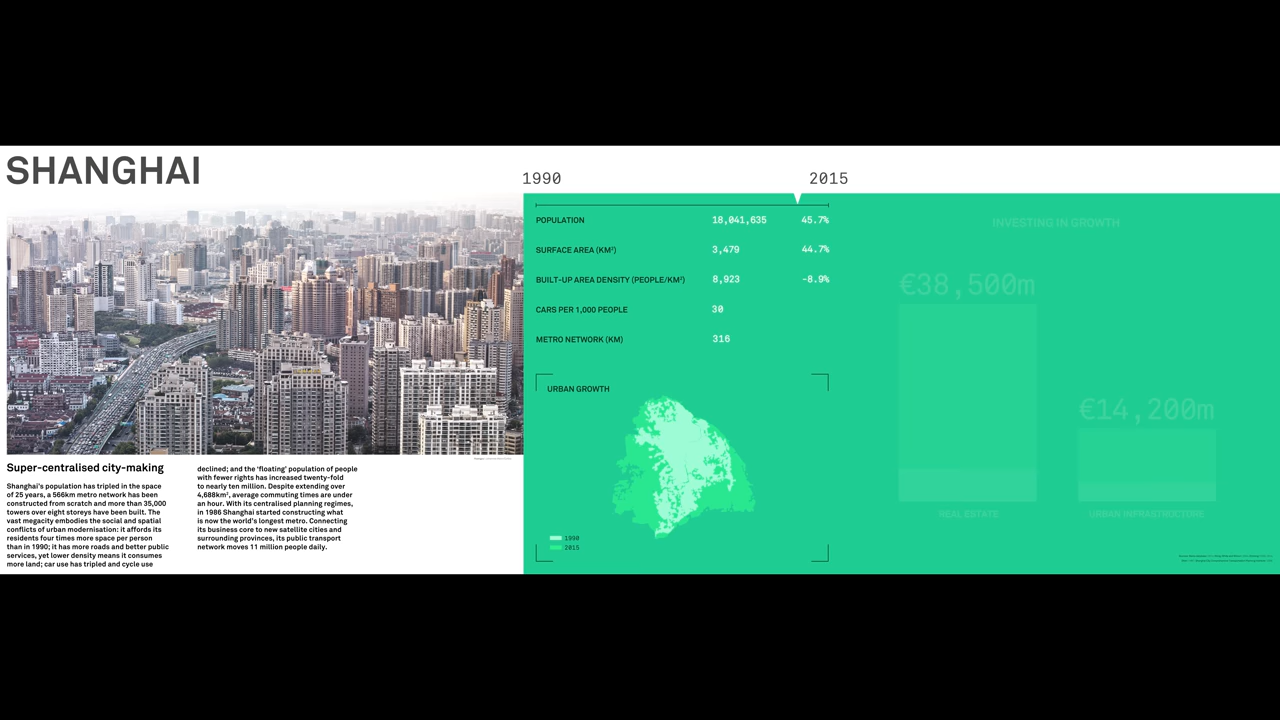 SHANGHAI
1990
2015
Super-centralised city-making
Shanghai's population has tripled in the space
of 25 years, a 566km metro network has been
constructed from scratch and more than 35,000
towers over eight storeys have been built. The
vast megacity embodies the social and spatial
conflicts of urban modernisation: it affords its
residents four times more space per person
than in 1990; it has more roads and better public
services, yet lower density means it consumes
more land; car use has tripled and cycle use
declined; and the 'floating' population of people
with fewer rights has increased twenty-fold
to nearly ten million. Despite extending over
4,688km², average commuting times are under
an hour. With its centralised planning regimes,
in 1986 Shanghai started constructing what
is now the world's longest metro. Connecting
its business core to new satellite cities and
surrounding provinces, its public transport
network moves 11 million people daily.
POPULATION 18,041,635 45.7%
SURFACE AREA (KM²) 3,479 44.7%
BUILT-UP AREA DENSITY (PEOPLE/KM²) 8,923 -8.9%
CARS PER 1,000 PEOPLE 30
METRO NETWORK (KM) 316
URBAN GROWTH
1990
2015
INVESTING IN GROWTH
€38,500m
€14,200m
REAL ESTATE
URBAN INFRASTRUCTURE